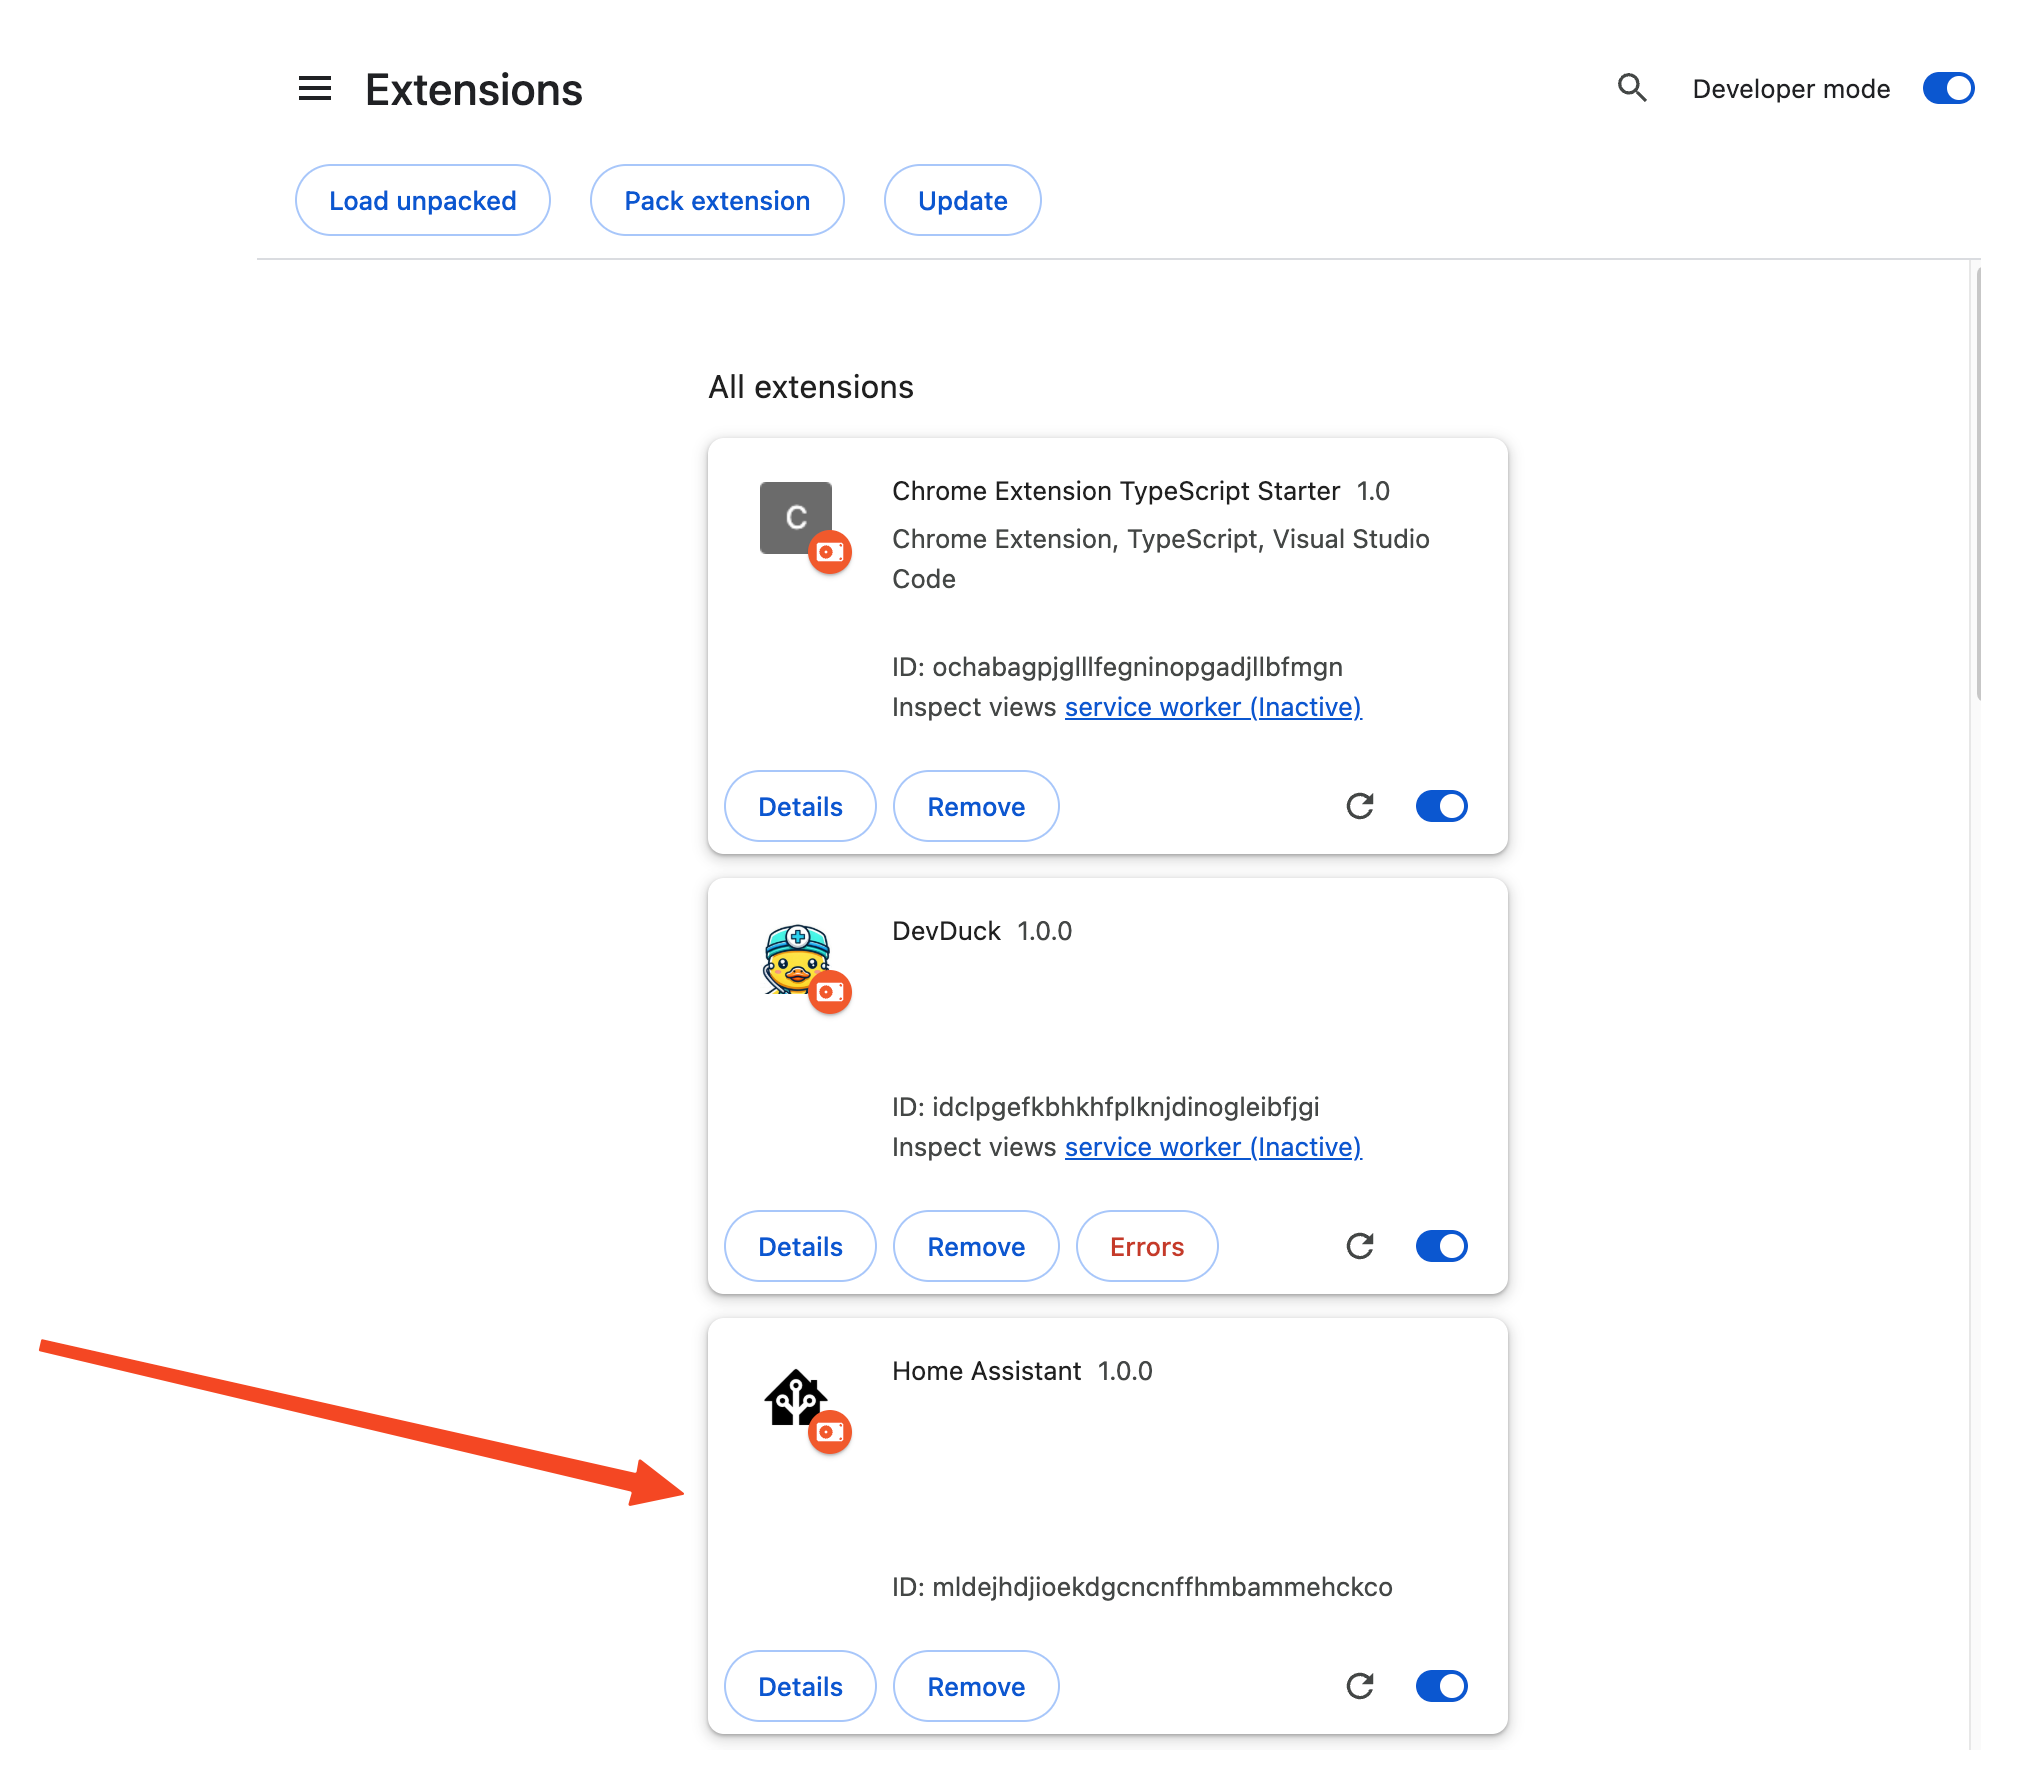 Extensions
Developer mode
Load unpacked
Pack extension
Update
All extensions
C
Chrome Extension TypeScript Starter 1.0
Chrome Extension, TypeScript, Visual Studio
Code
ID: ochabagpjglllfegninopgadjllbfmgn
Inspect views service worker (Inactive)
Details
Remove
DevDuck 1.0.0
ID: idclpgefkbhkhfplknjdinogleibfjgi
Inspect views service worker (Inactive)
Details
Remove
Errors
Home Assistant 1.0.0
ID: mldejhdjioekdgcncnffhmbammehckco
Details
Remove